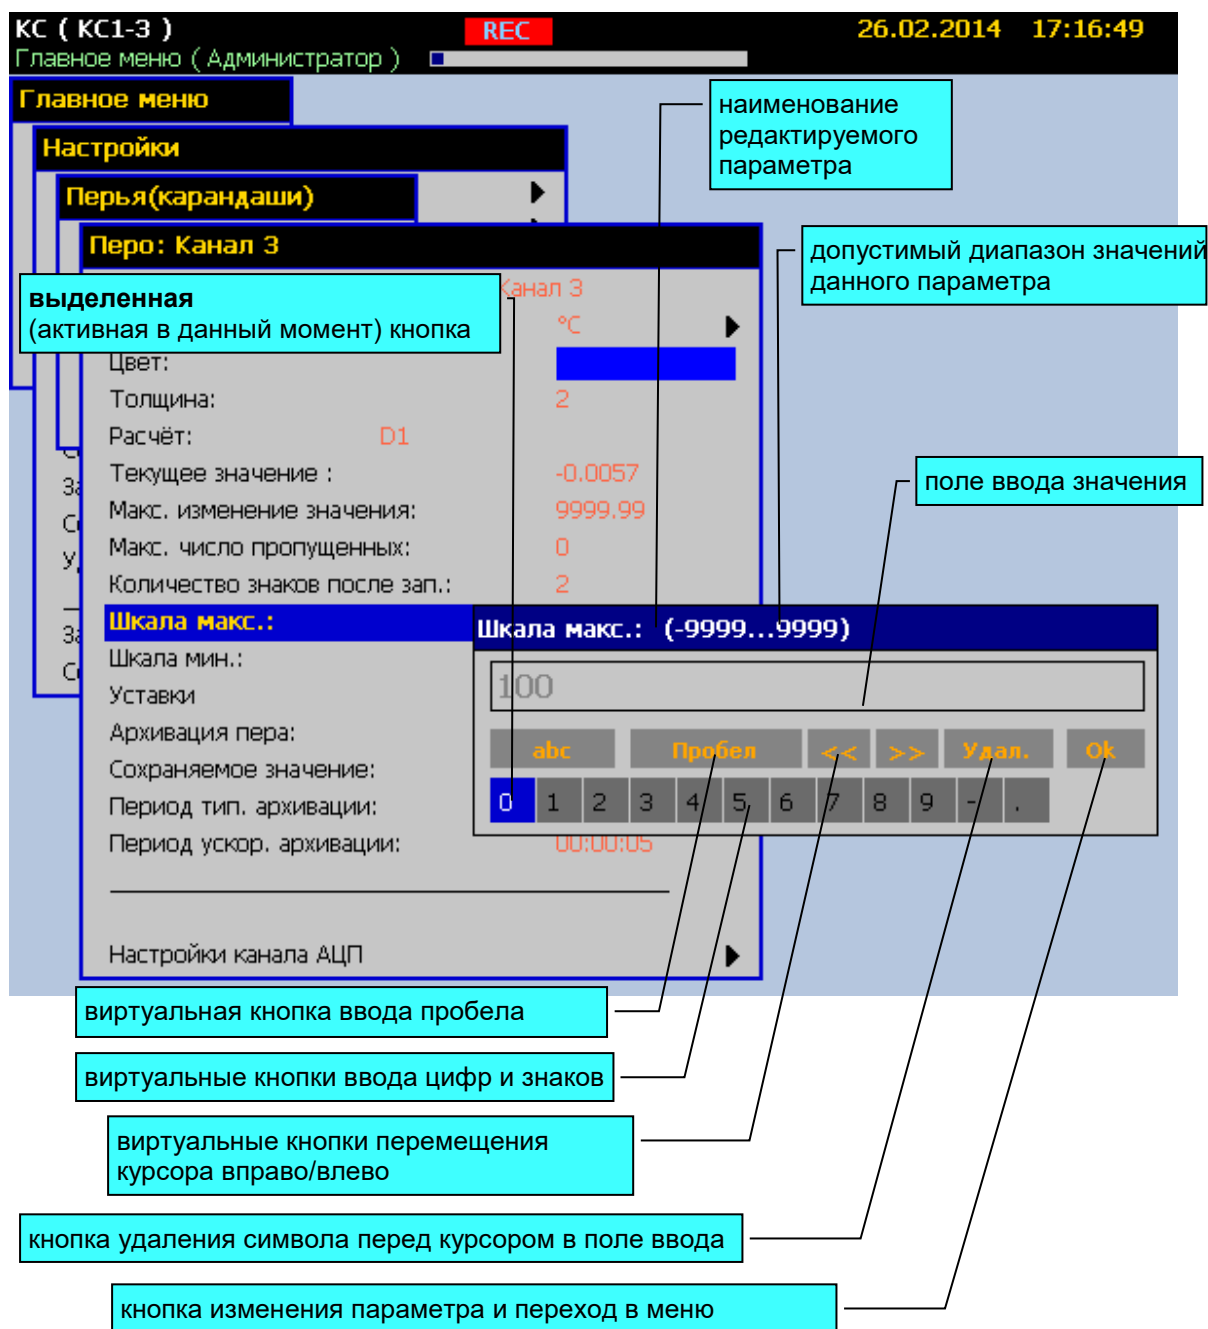 КС ( КС1-3 )
REC
26.02.2014 17:16:49
Главное меню ( Администратор )
Главное меню
наименование
редактируемого
параметра
Настройки
Перья(карандаши)
Перо: Канал 3
допустимый диапазон значений
данного параметра
выделенная
(активная в данный момент) кнопка
Канал 3
°C
Цвет:
Толщина: 2
Расчёт: D1
Текущее значение : -0.0057
поле ввода значения
Макс. изменение значения: 9999.99
Макс. число пропущенных: 0
Количество знаков после зап.: 2
Шкала макс.:
Шкала макс.: (-9999...9999)
Шкала мин.:
100
Уставки
Архивация пера:
abc Пробел << >> Удал. Ok
Сохраняемое значение:
0 1 2 3 4 5 6 7 8 9 - .
Период тип. архивации:
Период ускор. архивации: 00:00:05
Настройки канала АЦП
виртуальная кнопка ввода пробела
виртуальные кнопки ввода цифр и знаков
виртуальные кнопки перемещения
курсора вправо/влево
кнопка удаления символа перед курсором в поле ввода
кнопка изменения параметра и переход в меню